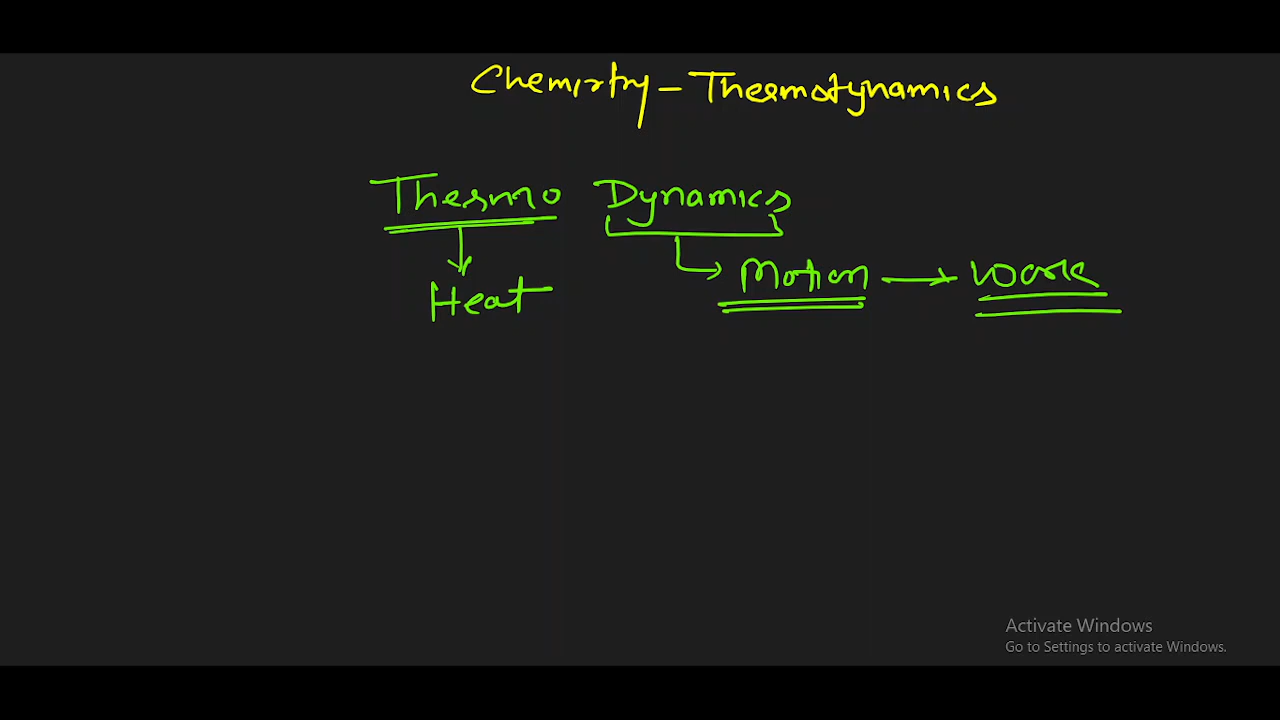 Chemistry - Thermodynamics
Thermo Dynamics
Heat
Motion → Work
Activate Windows
Go to Settings to activate Windows.